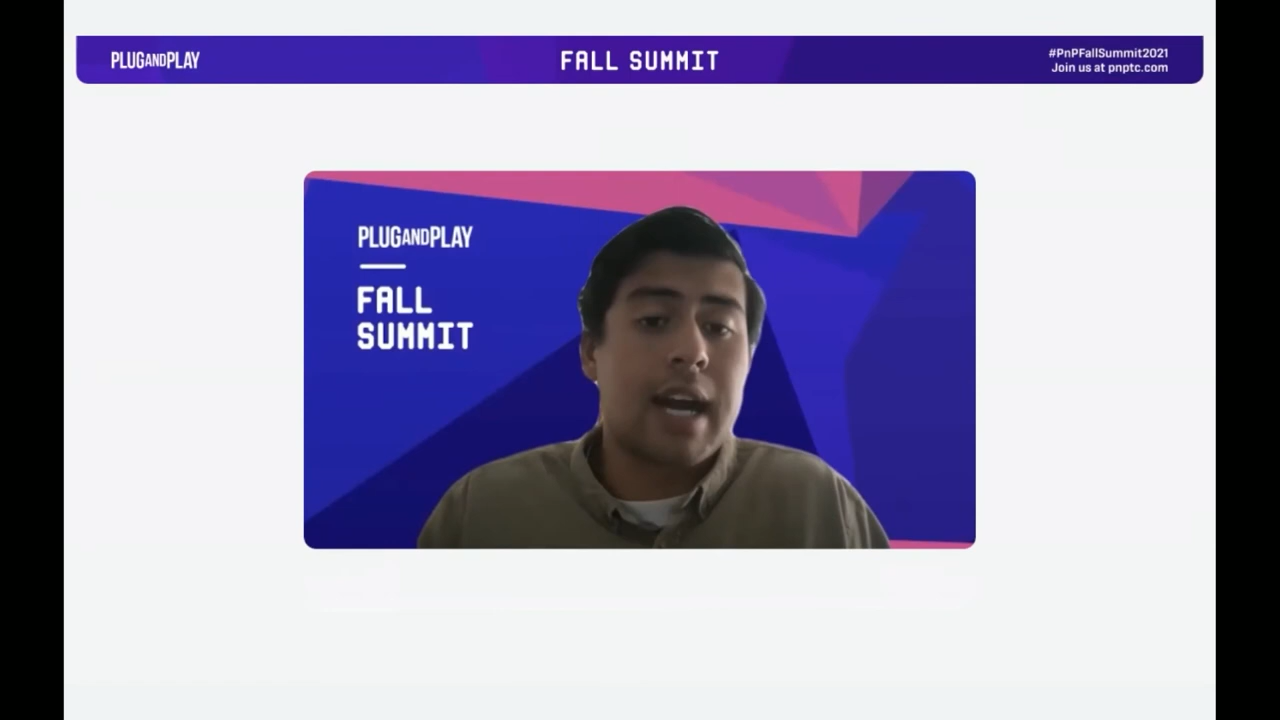 PLUGANDPLAY
FALL SUMMIT
#PnPFallSummit2021
Join us at pnptc.com
PLUGANDPLAY
FALL
SUMMIT